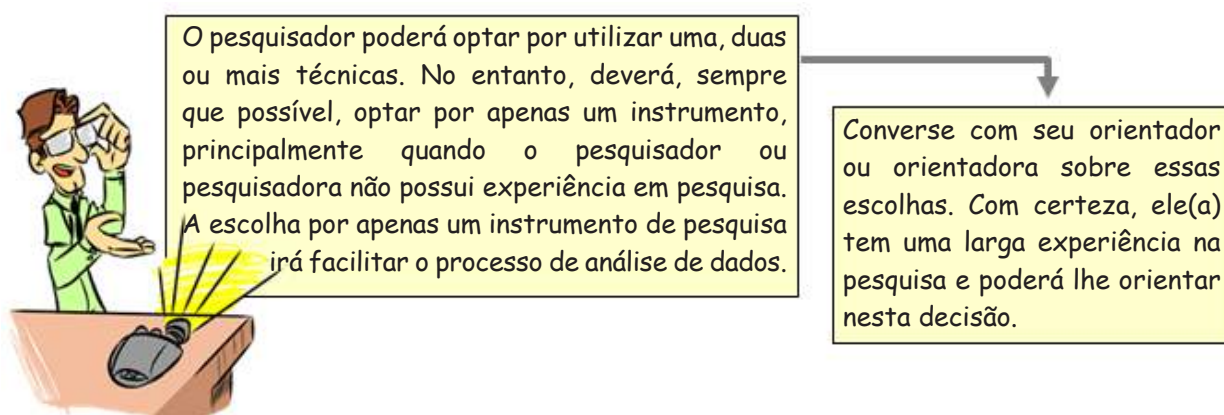 O pesquisador poderá optar por utilizar uma, duas
ou mais técnicas. No entanto, deverá, sempre
que possível, optar por apenas um instrumento,
principalmente quando o pesquisador ou
pesquisadora não possui experiência em pesquisa.
A escolha por apenas um instrumento de pesquisa
irá facilitar o processo de análise de dados.
Converse com seu orientador
ou orientadora sobre essas
escolhas. Com certeza, ele(a)
tem uma larga experiência na
pesquisa e poderá lhe orientar
nesta decisão.